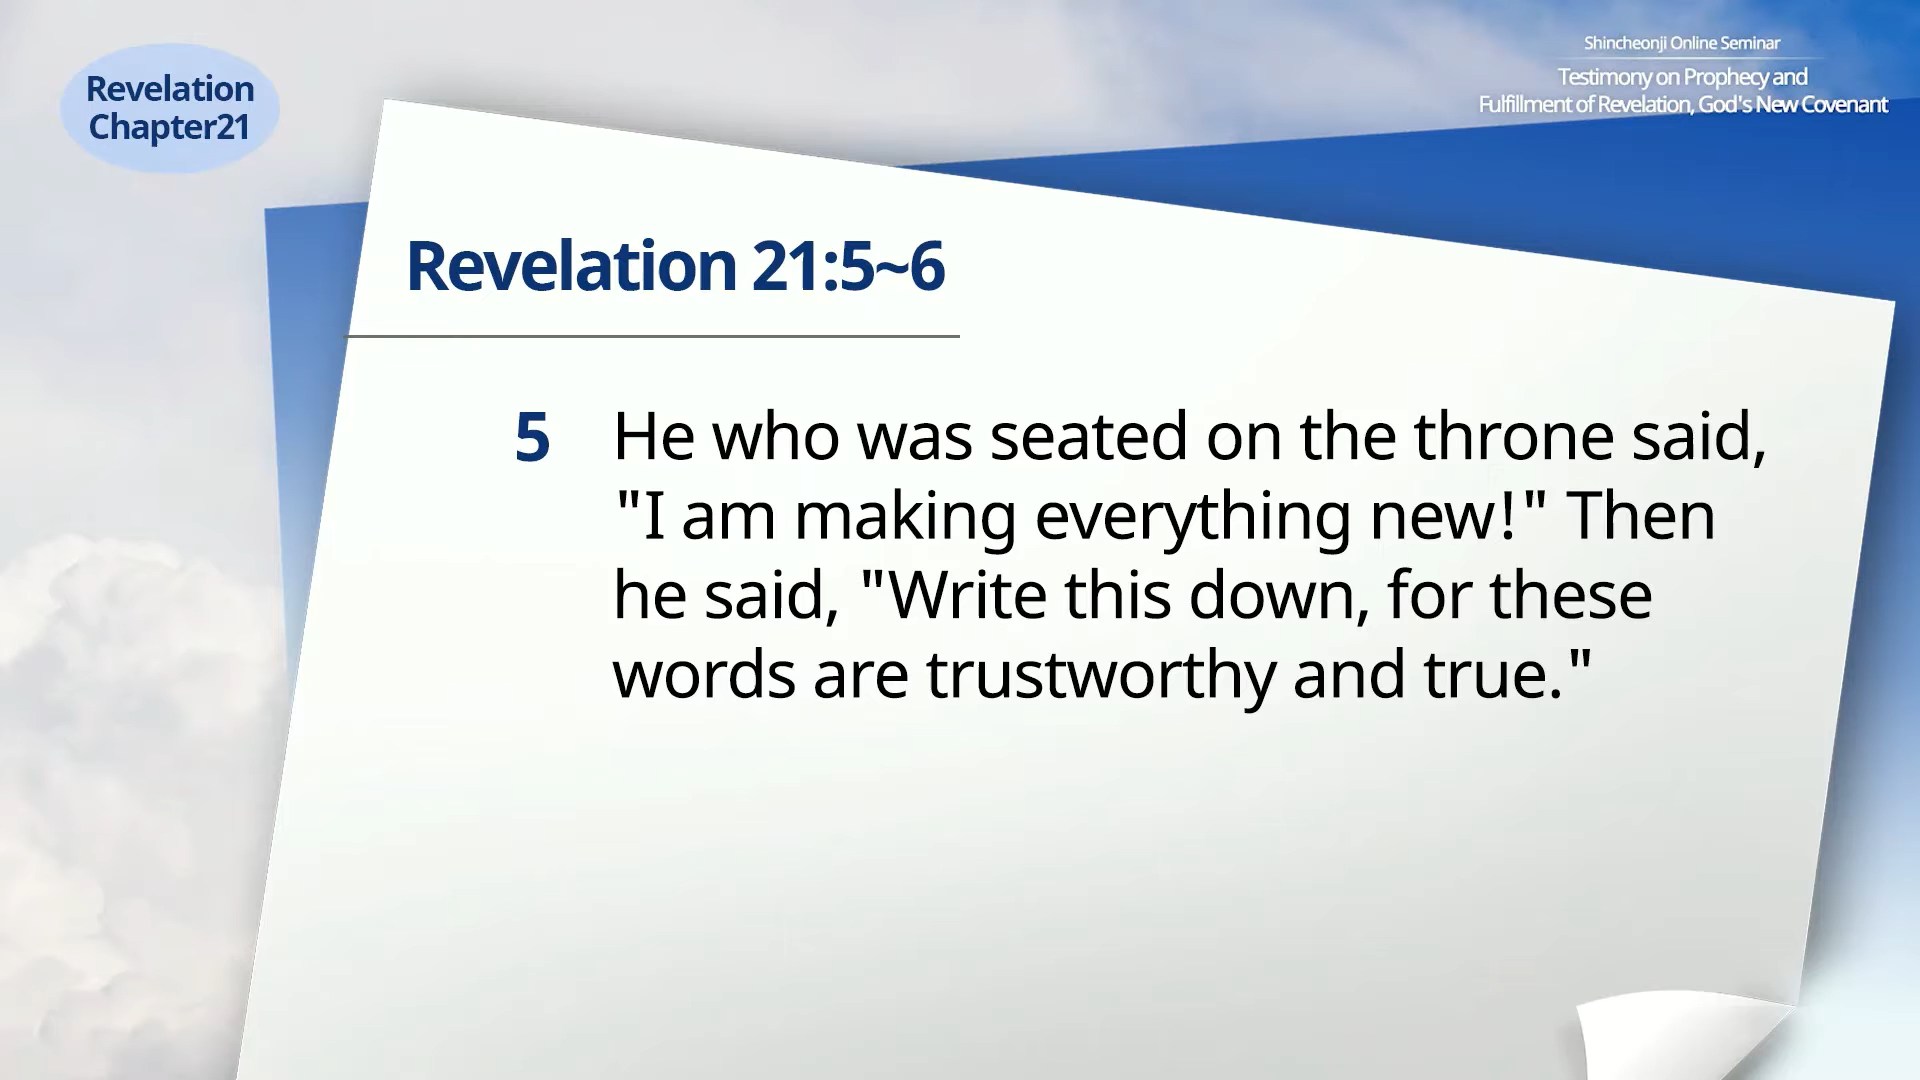 Revelation
Chapter21
Shincheonji Online Seminar
Testimony on Prophecy and
Fulfillment of Revelation, God's New Covenant
Revelation 21:5~6
5 He who was seated on the throne said,
"I am making everything new!" Then
he said, "Write this down, for these
words are trustworthy and true."